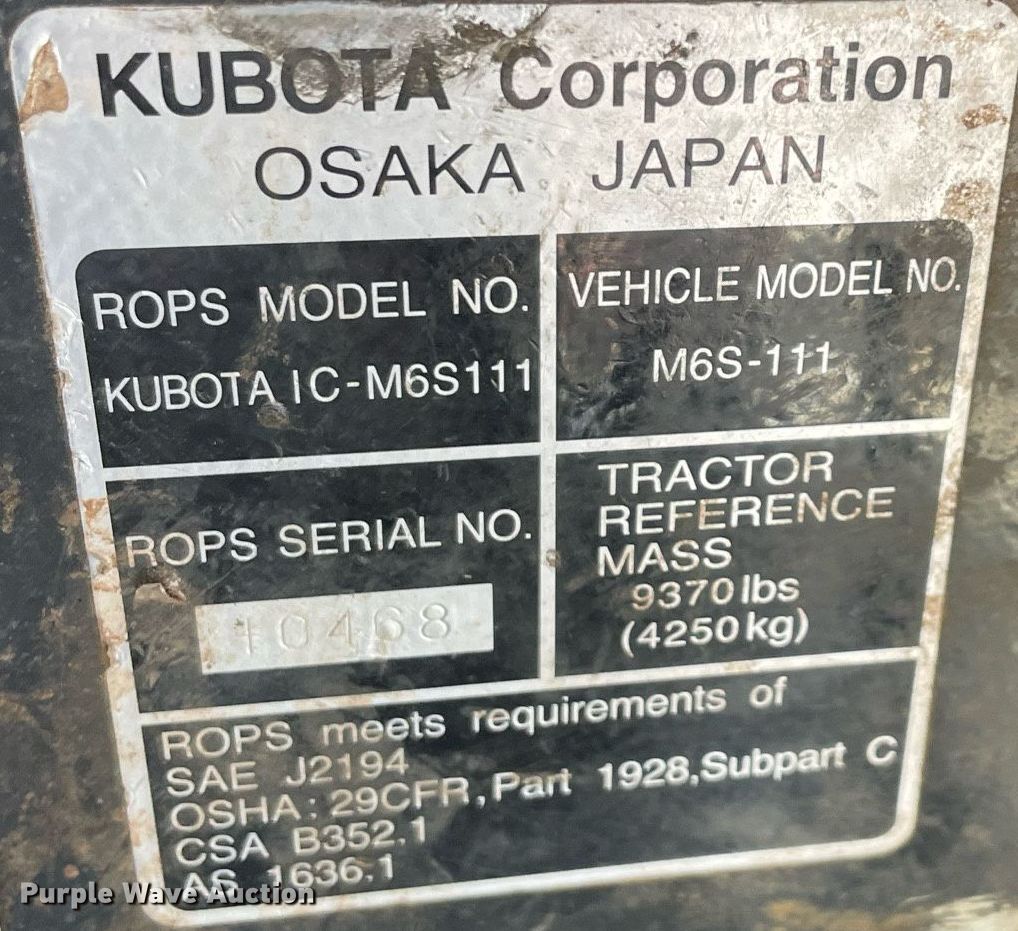 KUBOTA Corporation
OSAKA JAPAN
ROPS MODEL NO.
KUBOTA IC-M6S111
VEHICLE MODEL NO.
M6S-111
ROPS SERIAL NO.
10468
TRACTOR
REFERENCE
MASS
9370 lbs
(4250 kg)
ROPS meets requirements of
SAE J2194
OSHA: 29CFR, Part 1928, Subpart C
CSA B352.1
AS 1636.1
Purple Wave Auction